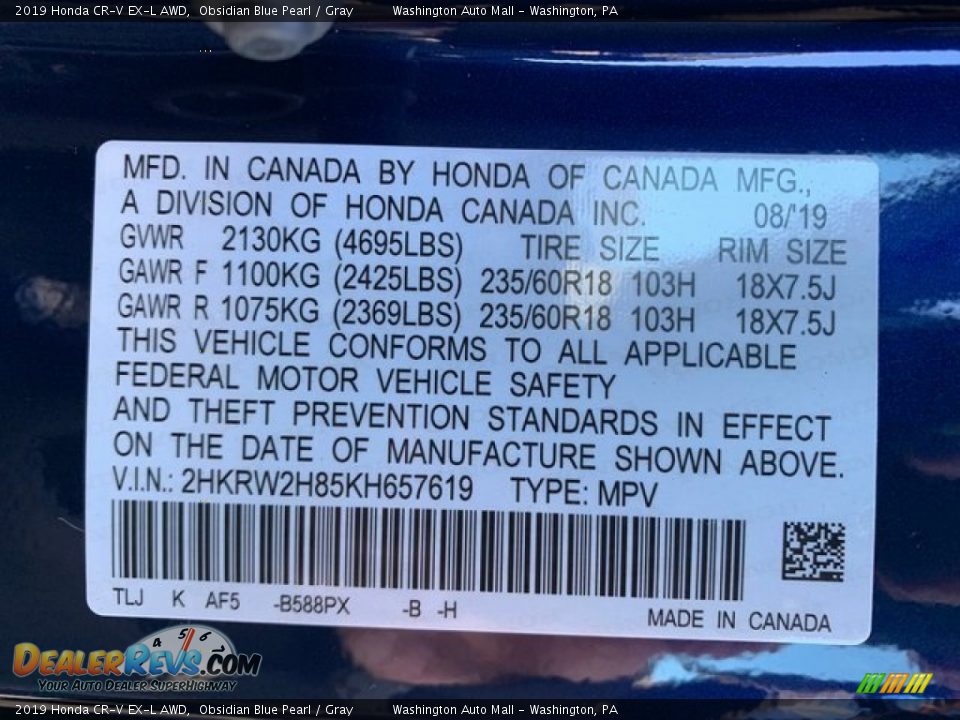 2019 Honda CR-V EX-L AWD, Obsidian Blue Pearl / Gray Washington Auto Mall - Washington, PA
MFD. IN CANADA BY HONDA OF CANADA MFG.,
A DIVISION OF HONDA CANADA INC. 08/'19
GVWR 2130KG (4695LBS) TIRE SIZE RIM SIZE
GAWR F 1100KG (2425LBS) 235/60R18 103H 18X7.5J
GAWR R 1075KG (2369LBS) 235/60R18 103H 18X7.5J
THIS VEHICLE CONFORMS TO ALL APPLICABLE
FEDERAL MOTOR VEHICLE SAFETY
AND THEFT PREVENTION STANDARDS IN EFFECT
ON THE DATE OF MANUFACTURE SHOWN ABOVE.
V.I.N.: 2HKRW2H85KH657619 TYPE: MPV
TLJ K AF5 -B588PX -B -H
MADE IN CANADA
4 5 6
DEALERREVS.COM
YOUR AUTO DEALER SUPERHIGHWAY
2019 Honda CR-V EX-L AWD, Obsidian Blue Pearl / Gray Washington Auto Mall - Washington, PA